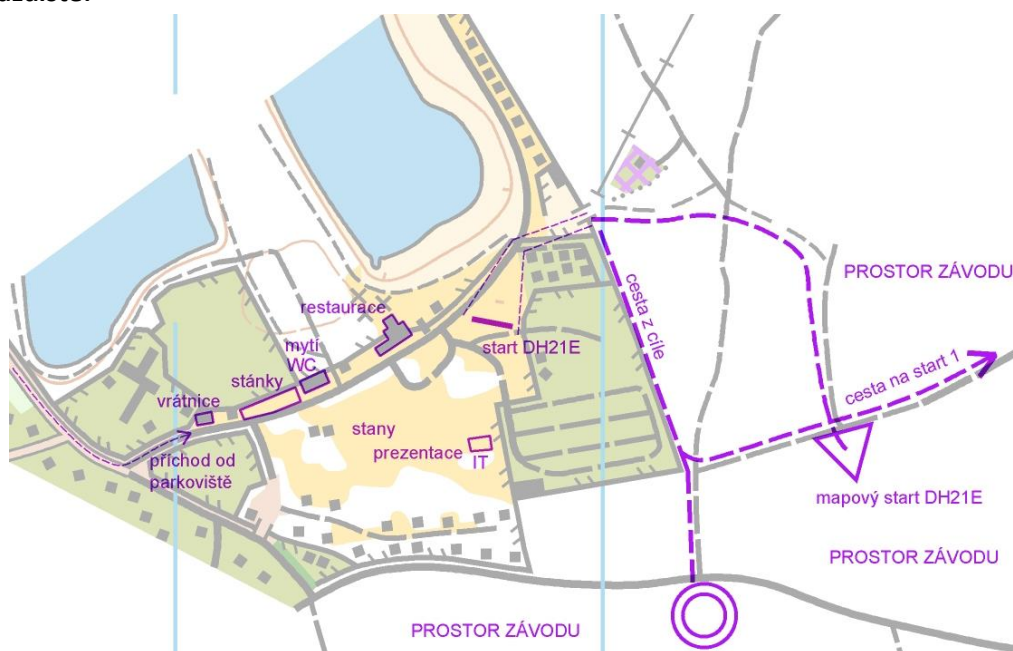 PROSTOR ZÁVODU
restaurace
cesta z cíle
start DH21E
mytí
WC
stánky
cesta na start 1
vrátnice
stany
prezentace
IT
příchod od
parkoviště
mapový start DH21E
PROSTOR ZÁVODU
PROSTOR ZÁVODU